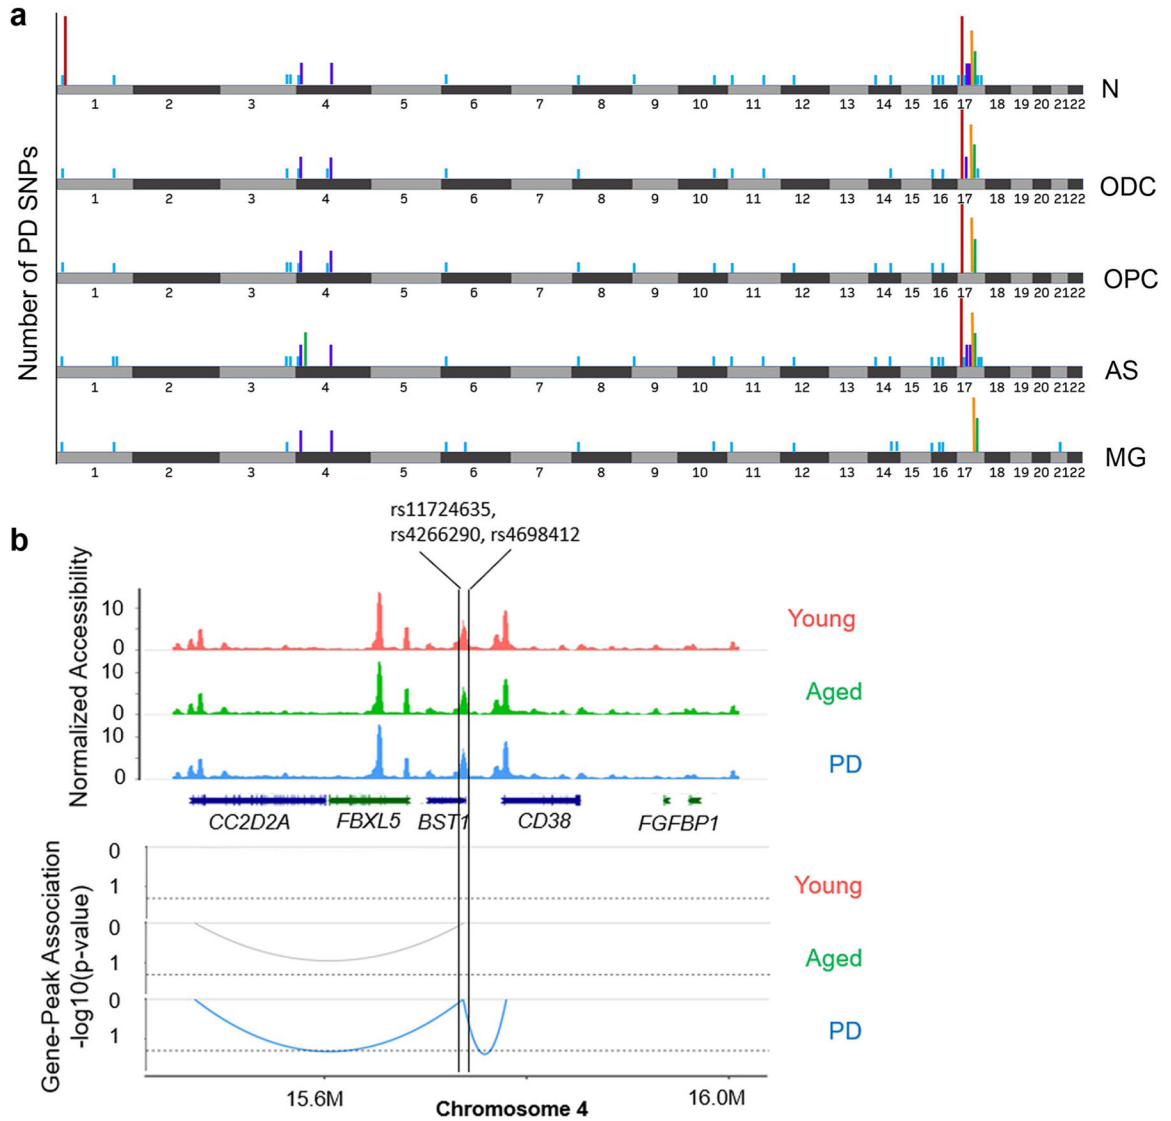 a
Number of PD SNPs
1 2 3 4 5 6 7 8 9 10 11 12 13 14 15 16 17 18 19 20 21 22
N
1 2 3 4 5 6 7 8 9 10 11 12 13 14 15 16 17 18 19 20 21 22
ODC
1 2 3 4 5 6 7 8 9 10 11 12 13 14 15 16 17 18 19 20 21 22
OPC
1 2 3 4 5 6 7 8 9 10 11 12 13 14 15 16 17 18 19 20 21 22
AS
1 2 3 4 5 6 7 8 9 10 11 12 13 14 15 16 17 18 19 20 21 22
MG
b
rs11724635,
rs4266290, rs4698412
Normalized Accessibility
10
0
Young
10
0
Aged
10
0
PD
CC2D2A FBXL5 BST1 CD38 FGFBP1
Gene-Peak Association
-log10(p-value)
0
1
Young
0
1
Aged
0
1
PD
15.6M 16.0M
Chromosome 4